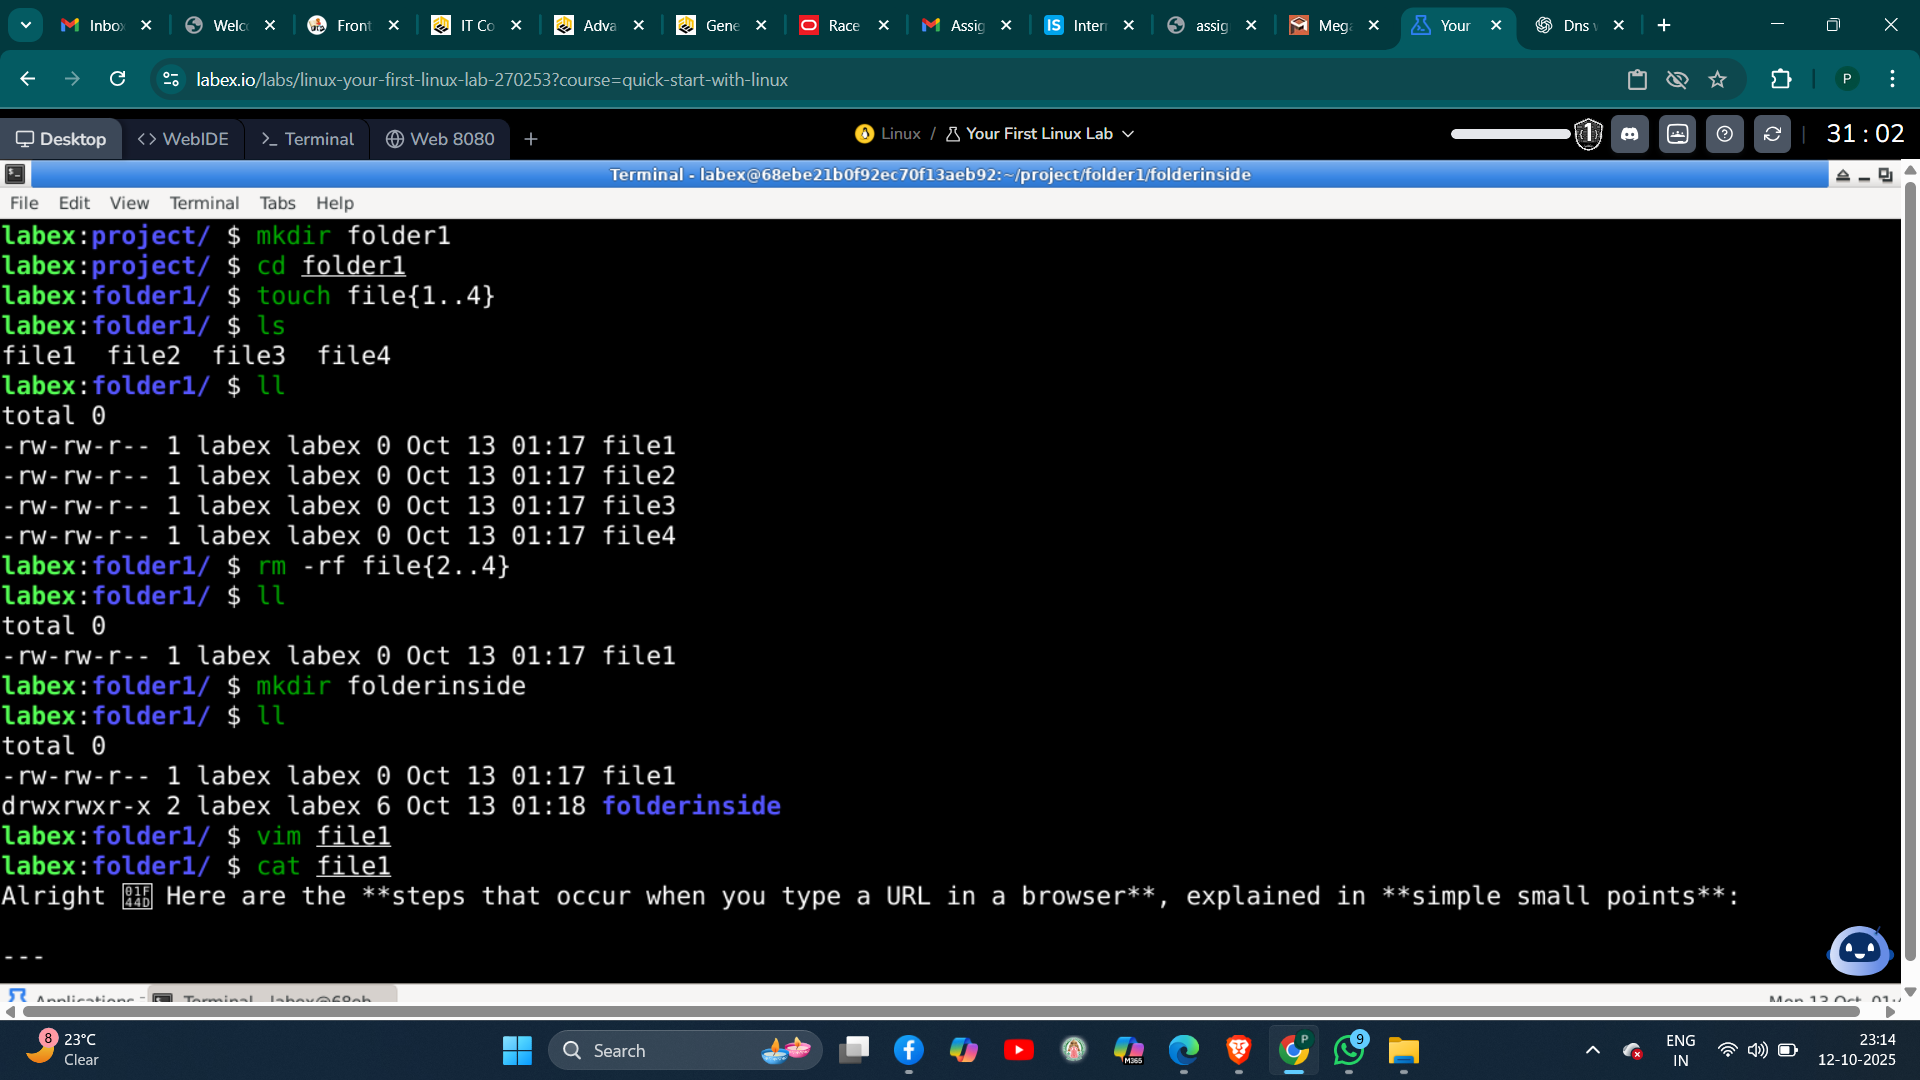 Inbox
Welc
Front
IT Co
Adva
Gene
Race
Assig
Inter
assig
Mega
Your
Dns v
labex.io/labs/linux-your-first-linux-lab-270253?course=quick-start-with-linux
P
Desktop
WebIDE
Terminal
Web 8080
Linux / Your First Linux Lab
1
31 : 02
Terminal - labex@68ebe21b0f92ec70f13aeb92:~/project/folder1/folderinside
File Edit View Terminal Tabs Help
labex:project/ $ mkdir folder1
labex:project/ $ cd folder1
labex:folder1/ $ touch file{1..4}
labex:folder1/ $ ls
file1 file2 file3 file4
labex:folder1/ $ ll
total 0
-rw-rw-r-- 1 labex labex 0 Oct 13 01:17 file1
-rw-rw-r-- 1 labex labex 0 Oct 13 01:17 file2
-rw-rw-r-- 1 labex labex 0 Oct 13 01:17 file3
-rw-rw-r-- 1 labex labex 0 Oct 13 01:17 file4
labex:folder1/ $ rm -rf file{2..4}
labex:folder1/ $ ll
total 0
-rw-rw-r-- 1 labex labex 0 Oct 13 01:17 file1
labex:folder1/ $ mkdir folderinside
labex:folder1/ $ ll
total 0
-rw-rw-r-- 1 labex labex 0 Oct 13 01:17 file1
drwxrwxr-x 2 labex labex 6 Oct 13 01:18 folderinside
labex:folder1/ $ vim file1
labex:folder1/ $ cat file1
Alright 01F44D Here are the **steps that occur when you type a URL in a browser**, explained in **simple small points**:
---
Applications
Terminal - labex@68eb
Mon 13 Oct, 01:
8
23°C
Clear
Search
M365
P
9
ENG
IN
23:14
12-10-2025